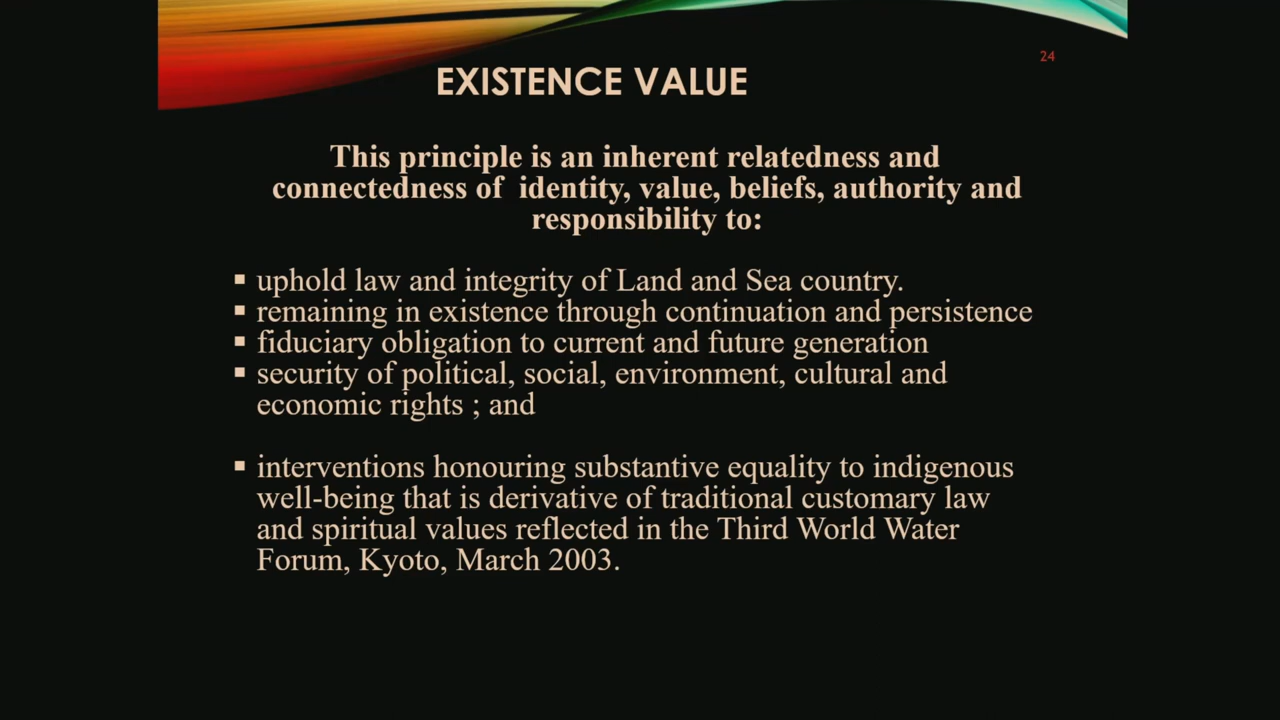 24
EXISTENCE VALUE
This principle is an inherent relatedness and
connectedness of identity, value, beliefs, authority and
responsibility to:
▪ uphold law and integrity of Land and Sea country.
▪ remaining in existence through continuation and persistence
▪ fiduciary obligation to current and future generation
▪ security of political, social, environment, cultural and
economic rights ; and
▪ interventions honouring substantive equality to indigenous
well-being that is derivative of traditional customary law
and spiritual values reflected in the Third World Water
Forum, Kyoto, March 2003.